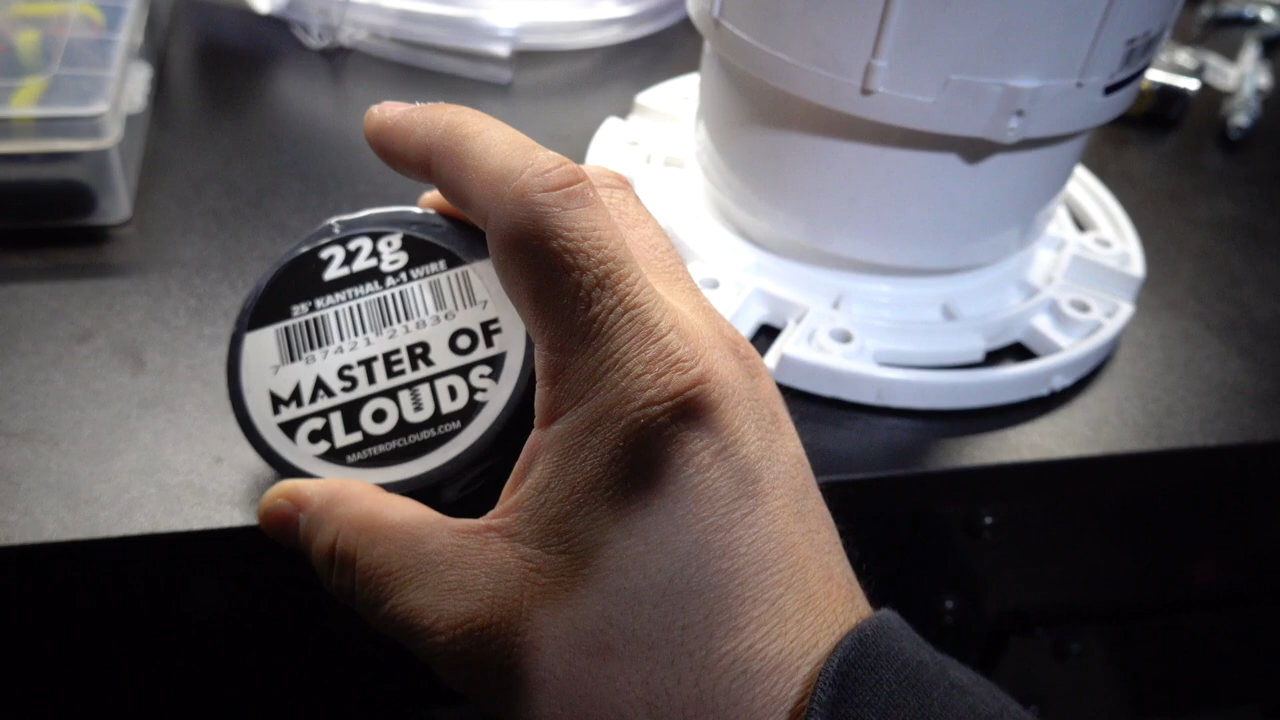 22g
25' KANTHAL A-1 WIRE
7 87421 21836 7
MASTER OF
CLOUDS
MASTEROFCLOUDS.COM